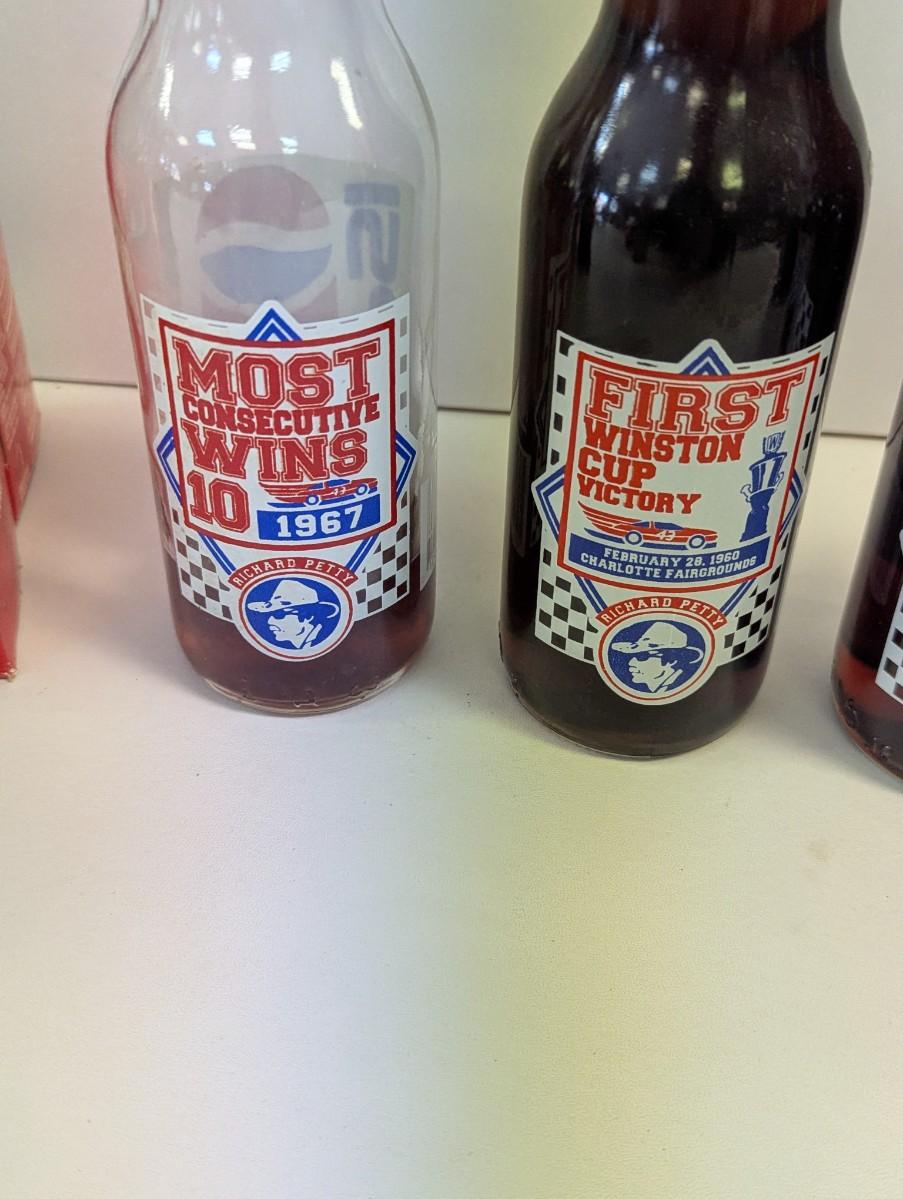 MOST
CONSECUTIVE
WINS
10
43
1967
RICHARD PETTY
FIRST
WINSTON
CUP
VICTORY
43
FEBRUARY 28, 1960
CHARLOTTE FAIRGROUNDS
RICHARD PETTY